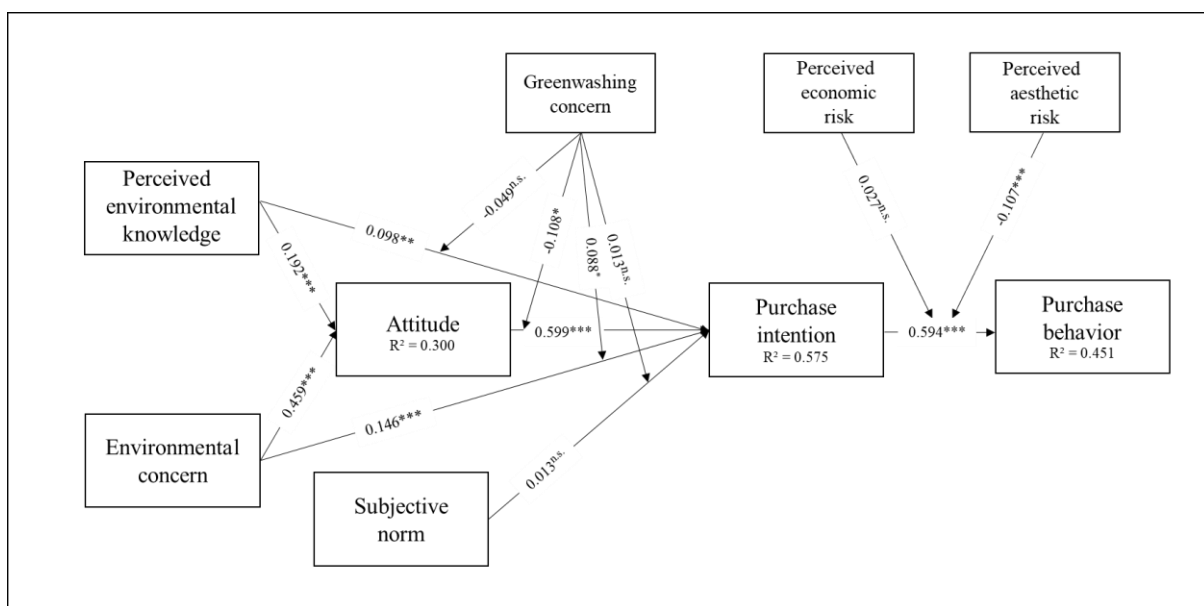 Greenwashing
concern
Perceived
economic
risk
Perceived
aesthetic
risk
Perceived
environmental
knowledge
-0.049n.s.
-0.108*
0.088*
0.013n.s.
0.027n.s.
-0.107***
0.098**
0.192***
Attitude
R² = 0.300
0.599***
Purchase
intention
R² = 0.575
0.594***
Purchase
behavior
R² = 0.451
0.459***
0.146***
Environmental
concern
0.013n.s.
Subjective
norm